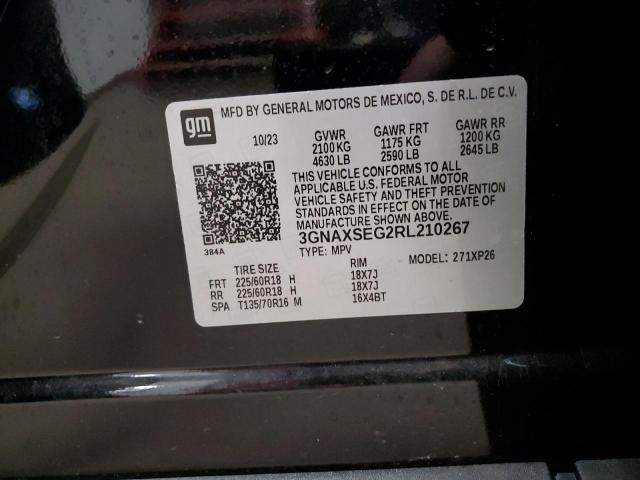 gm
MFD BY GENERAL MOTORS DE MEXICO, S. DE R.L. DE C.V.
10/23 GVWR GAWR FRT GAWR RR
2100 KG 1175 KG 1200 KG
4630 LB 2590 LB 2645 LB
THIS VEHICLE CONFORMS TO ALL
APPLICABLE U.S. FEDERAL MOTOR
VEHICLE SAFETY AND THEFT PREVENTION
STANDARDS IN EFFECT ON THE DATE OF
MANUFACTURE SHOWN ABOVE.
3GNAXSEG2RL210267
384A
TYPE: MPV MODEL: 271XP26
TIRE SIZE RIM
FRT 225/60R18 H 18X7J
RR 225/60R18 H 18X7J
SPA T135/70R16 M 16X4BT